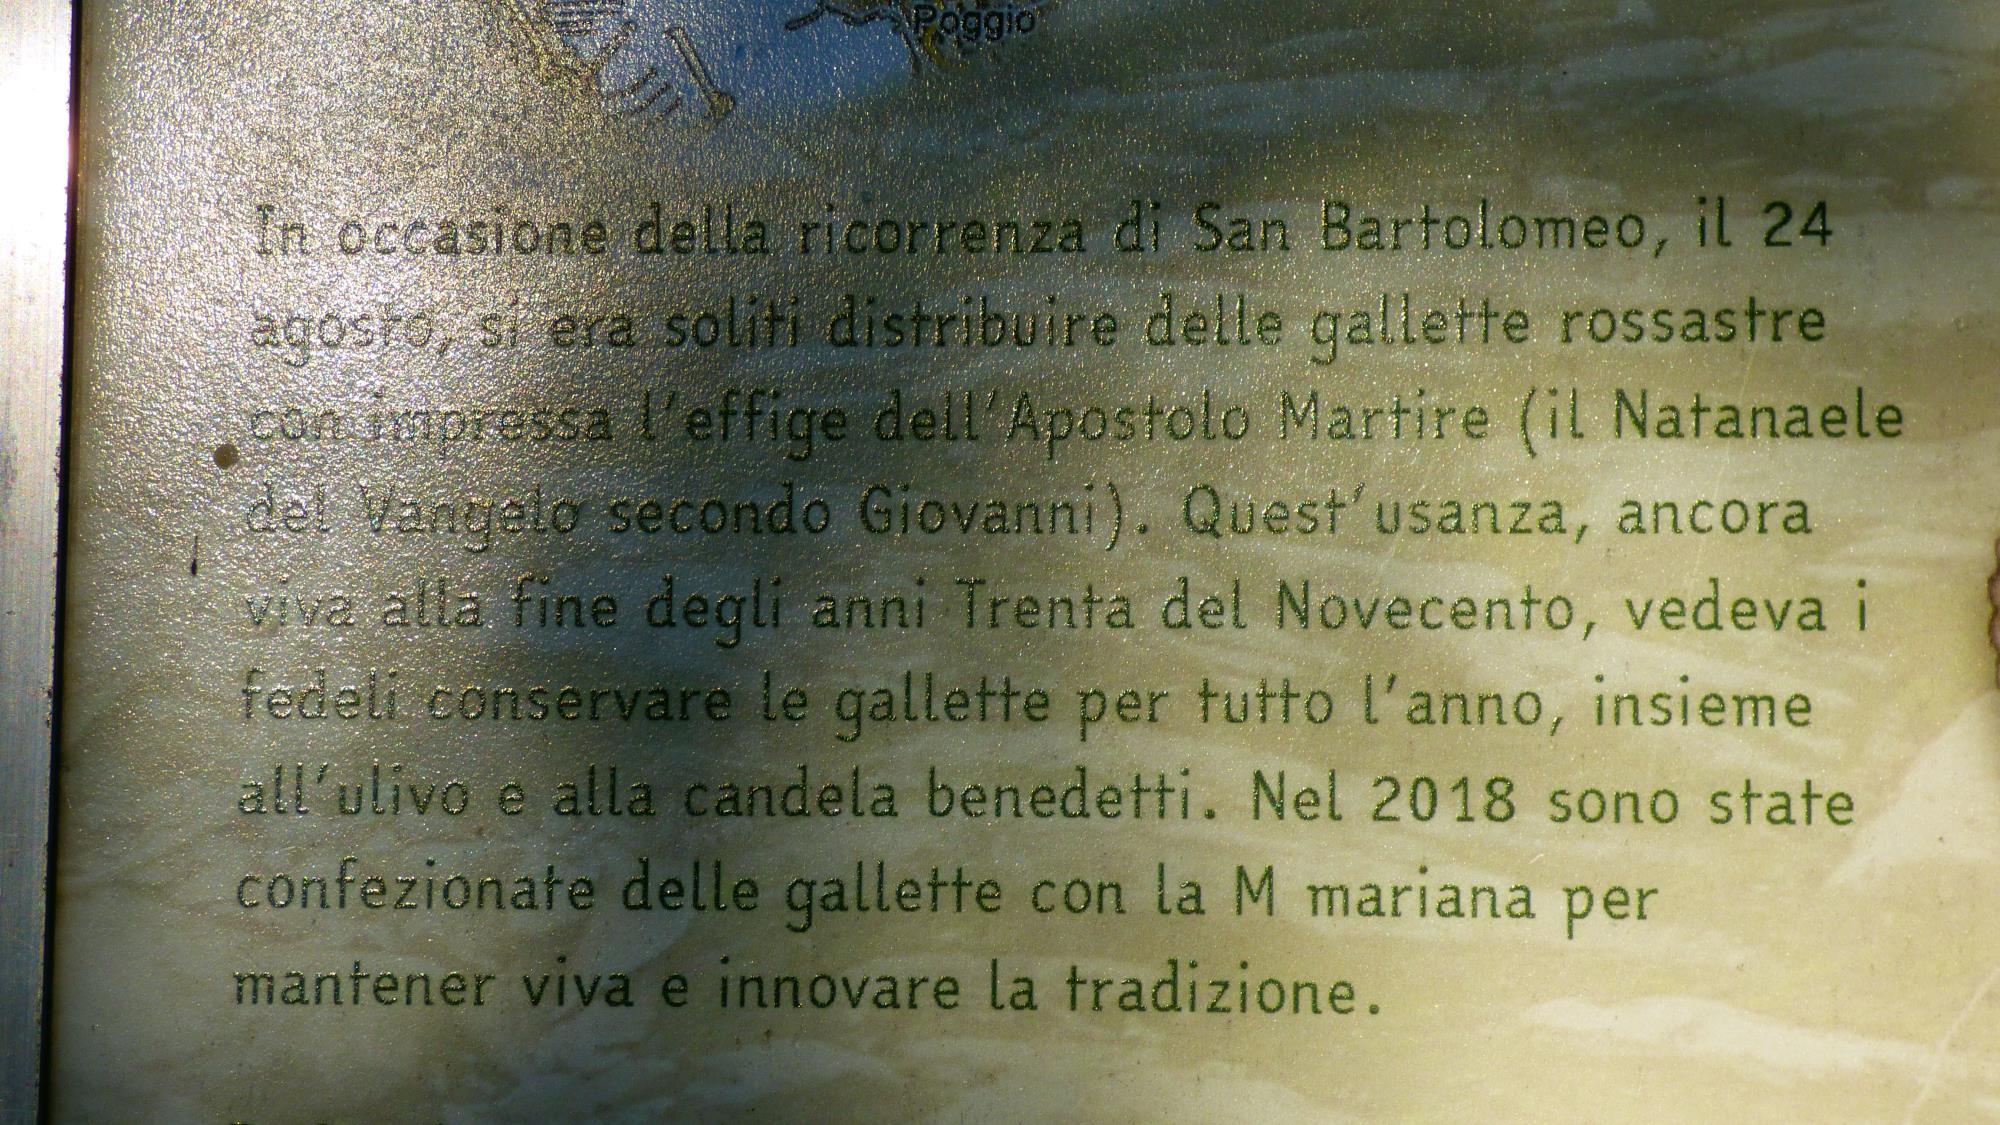 Poggio
In occasione della ricorrenza di San Bartolomeo, il 24
agosto, si era soliti distribuire delle gallette rossastre
con impressa l'effige dell'Apostolo Martire (il Natanaele
del Vangelo secondo Giovanni). Quest'usanza, ancora
viva alla fine degli anni Trenta del Novecento, vedeva i
fedeli conservare le gallette per tutto l'anno, insieme
all'ulivo e alla candela benedetti. Nel 2018 sono state
confezionate delle gallette con la M mariana per
mantener viva e innovare la tradizione.